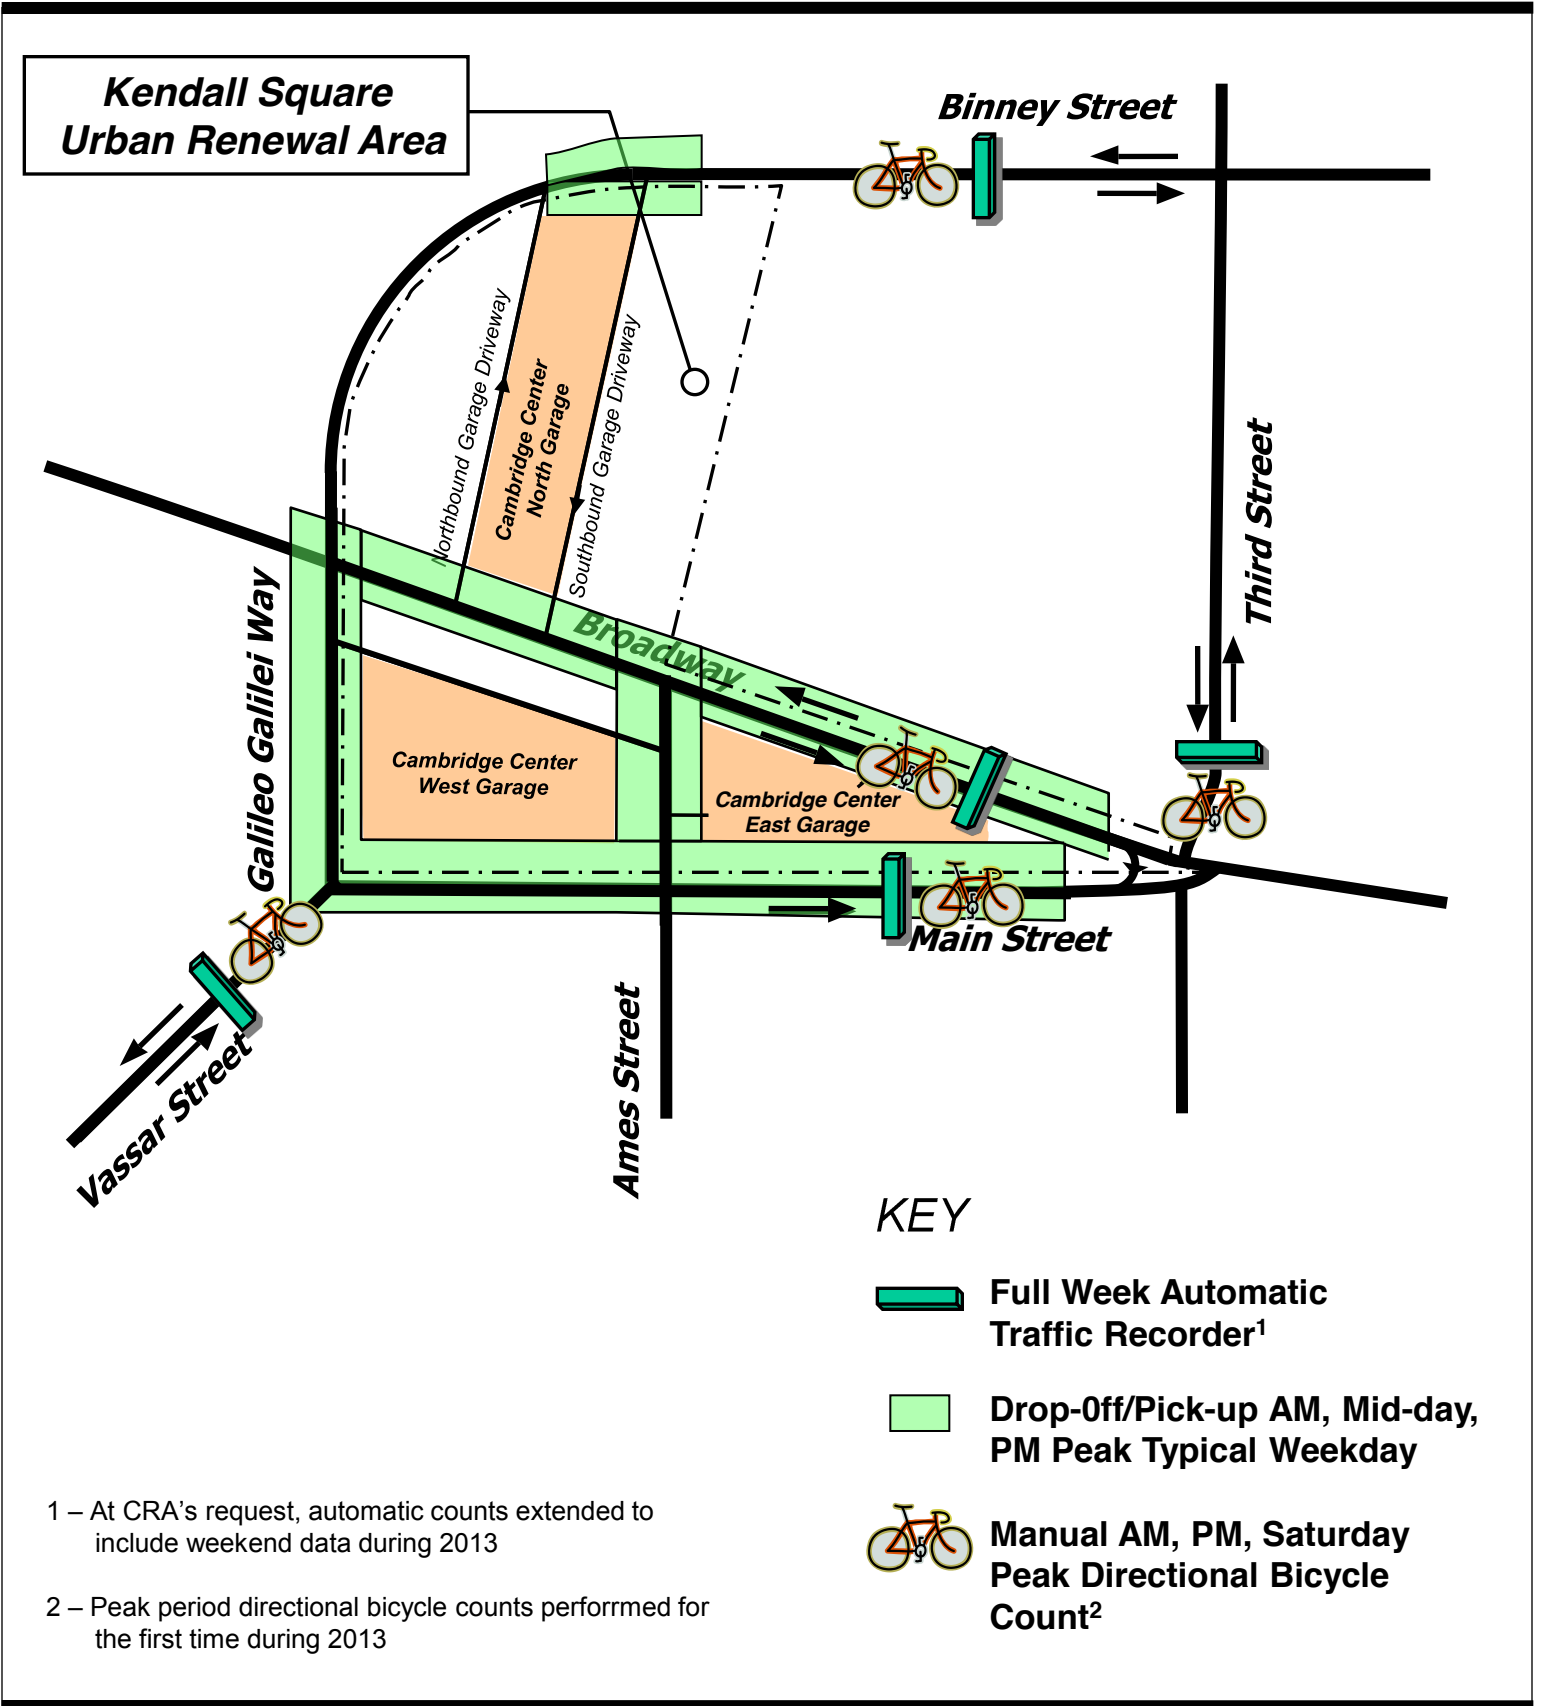 Kendall Square
Urban Renewal Area
Binney Street
Northbound Garage Driveway
Cambridge Center
North Garage
Southbound Garage Driveway
Third Street
Broadway
Galileo Galilei Way
Cambridge Center
West Garage
Cambridge Center
East Garage
Main Street
Vassar Street
Ames Street
KEY
Full Week Automatic
Traffic Recorder¹
Drop-0ff/Pick-up AM, Mid-day,
PM Peak Typical Weekday
Manual AM, PM, Saturday
Peak Directional Bicycle
Count²
1 – At CRA’s request, automatic counts extended to
include weekend data during 2013
2 – Peak period directional bicycle counts perforrmed for
the first time during 2013